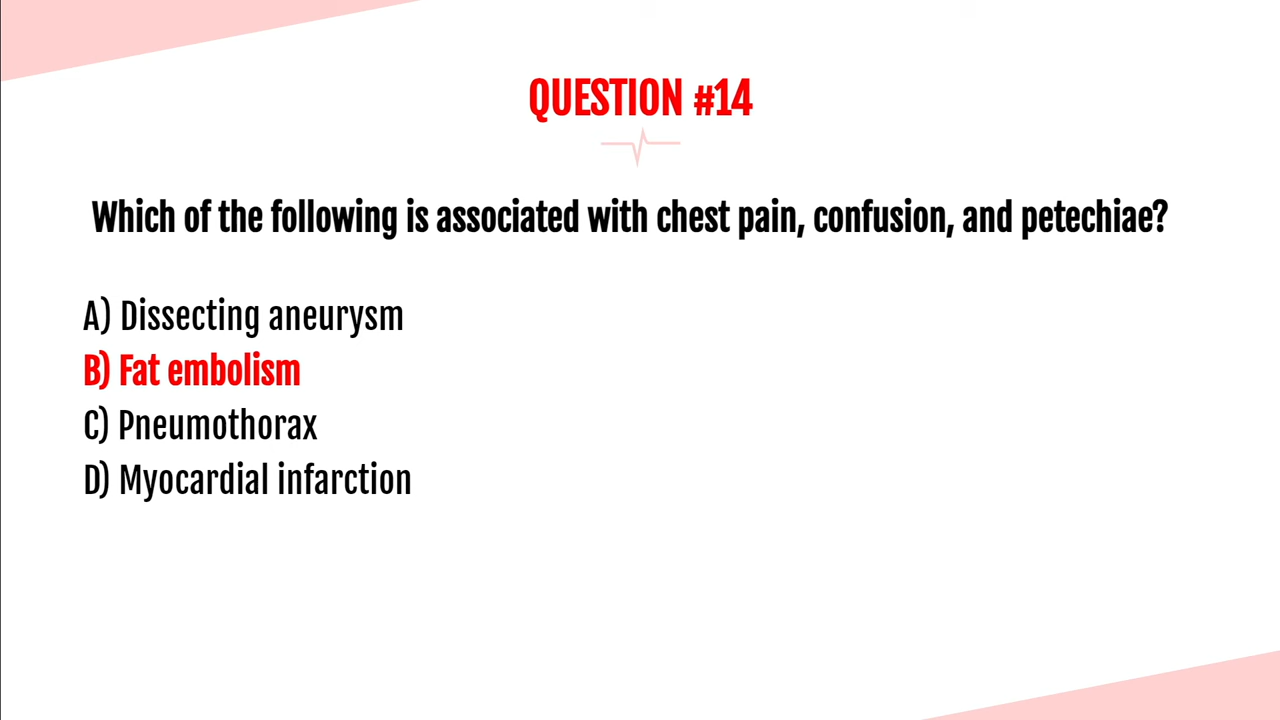 QUESTION #14
Which of the following is associated with chest pain, confusion, and petechiae?
A) Dissecting aneurysm
B) Fat embolism
C) Pneumothorax
D) Myocardial infarction